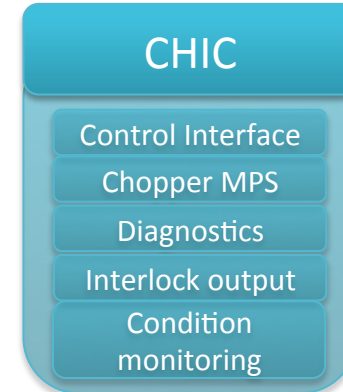 CHIC
Control Interface
Chopper MPS
Diagnostics
Interlock output
Condition
monitoring